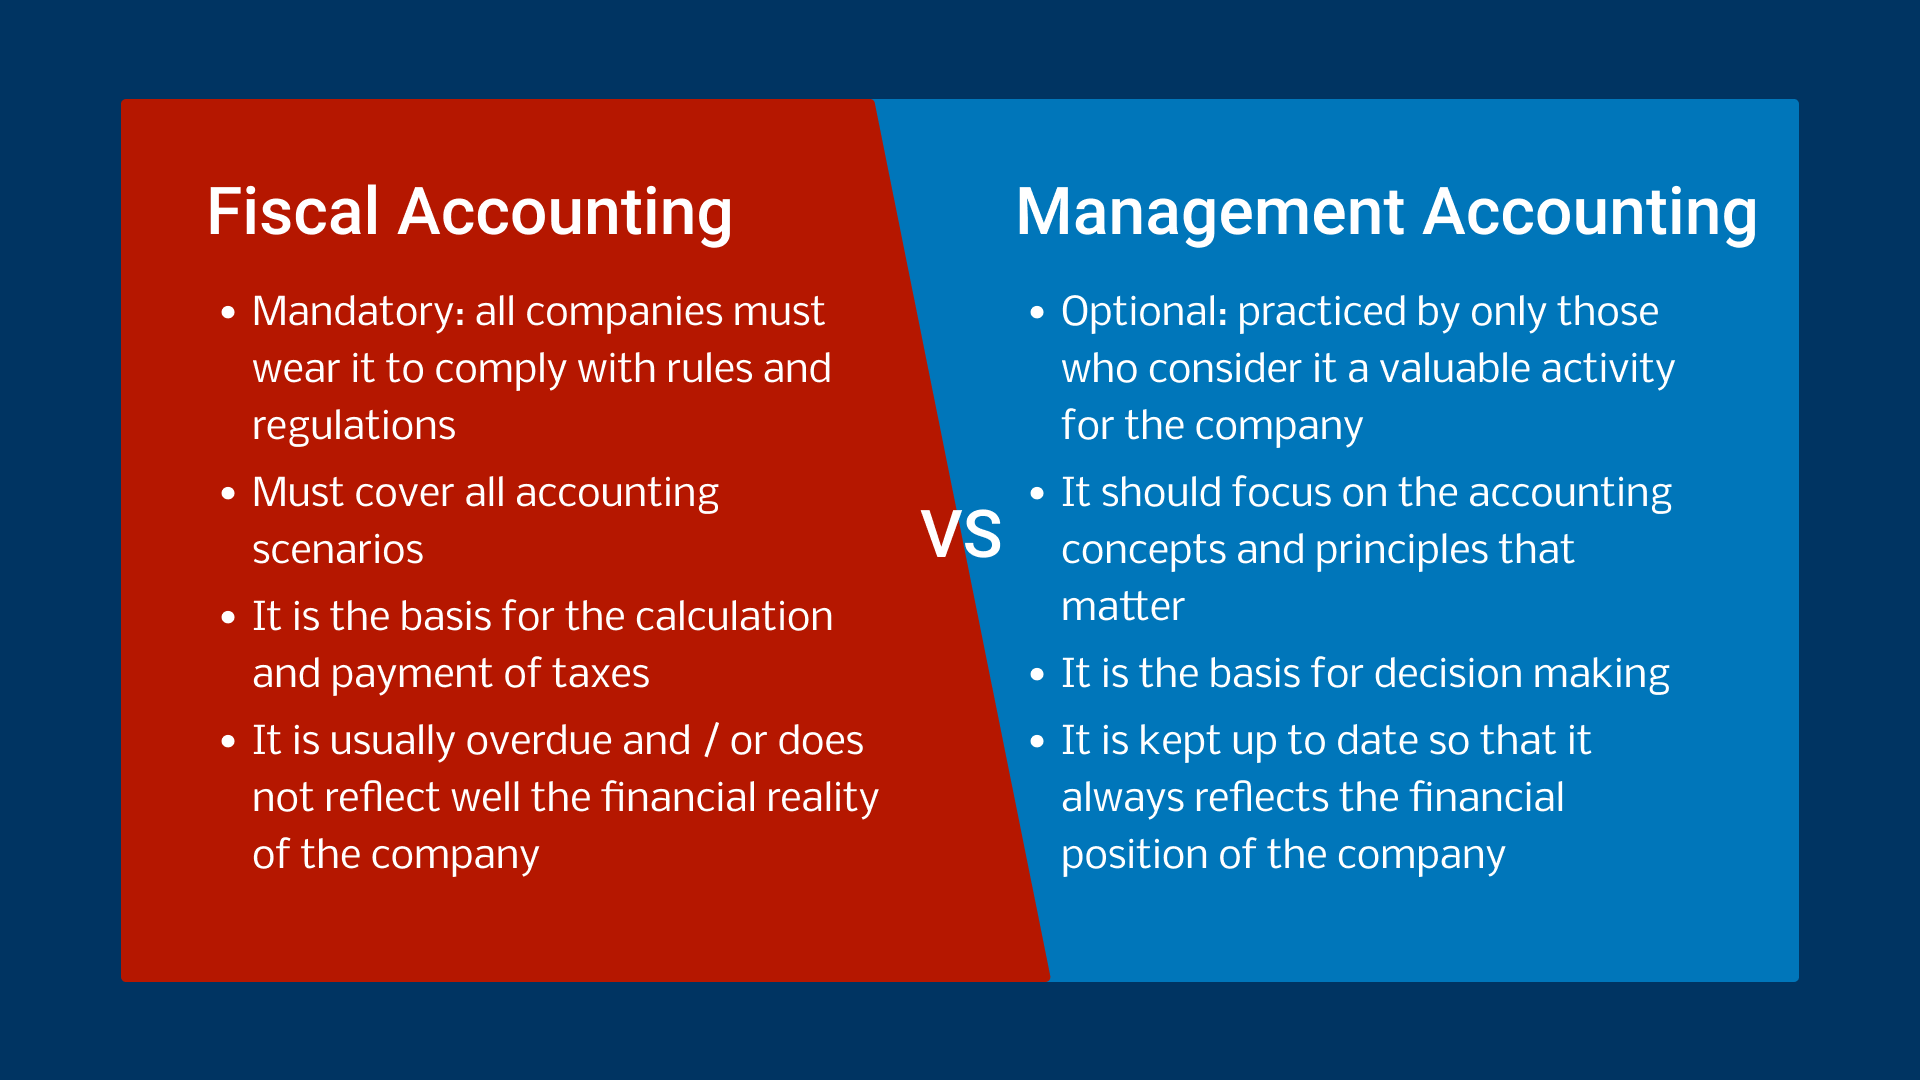 Fiscal Accounting
• Mandatory: all companies must
wear it to comply with rules and
regulations
• Must cover all accounting
scenarios
• It is the basis for the calculation
and payment of taxes
• It is usually overdue and / or does
not reflect well the financial reality
of the company
VS
Management Accounting
• Optional: practiced by only those
who consider it a valuable activity
for the company
• It should focus on the accounting
concepts and principles that
matter
• It is the basis for decision making
• It is kept up to date so that it
always reflects the financial
position of the company